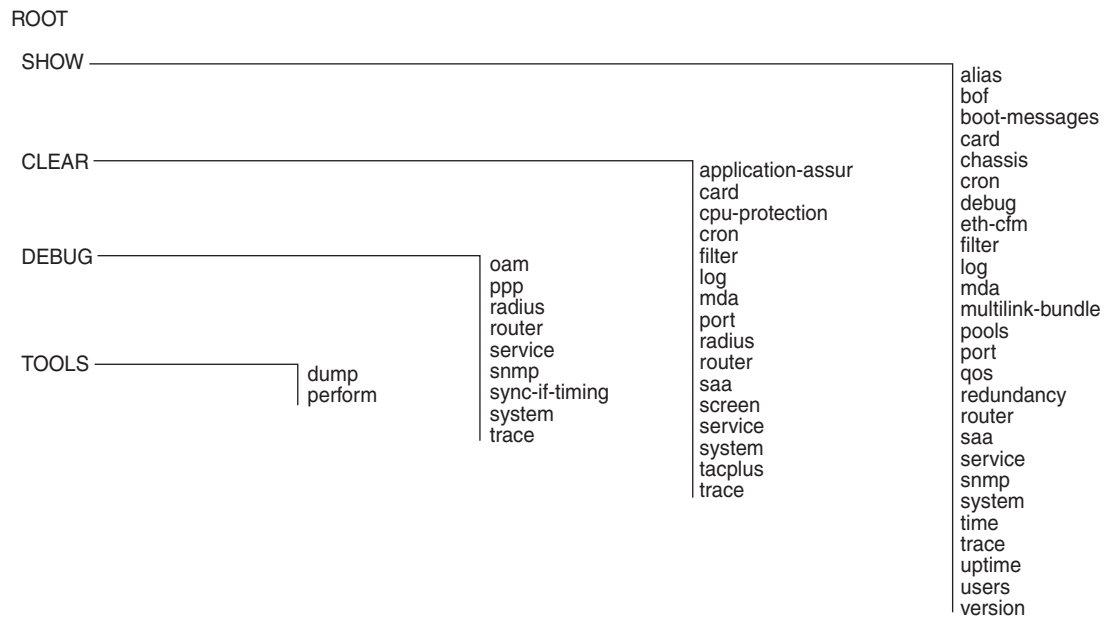 ROOT
SHOW
alias
bof
boot-messages
card
chassis
cron
debug
eth-cfm
filter
log
mda
multilink-bundle
pools
port
qos
redundancy
router
saa
service
snmp
system
time
trace
uptime
users
version
CLEAR
application-assur
card
cpu-protection
cron
filter
log
mda
port
radius
router
saa
screen
service
system
tacplus
trace
DEBUG
oam
ppp
radius
router
service
snmp
sync-if-timing
system
trace
TOOLS
dump
perform